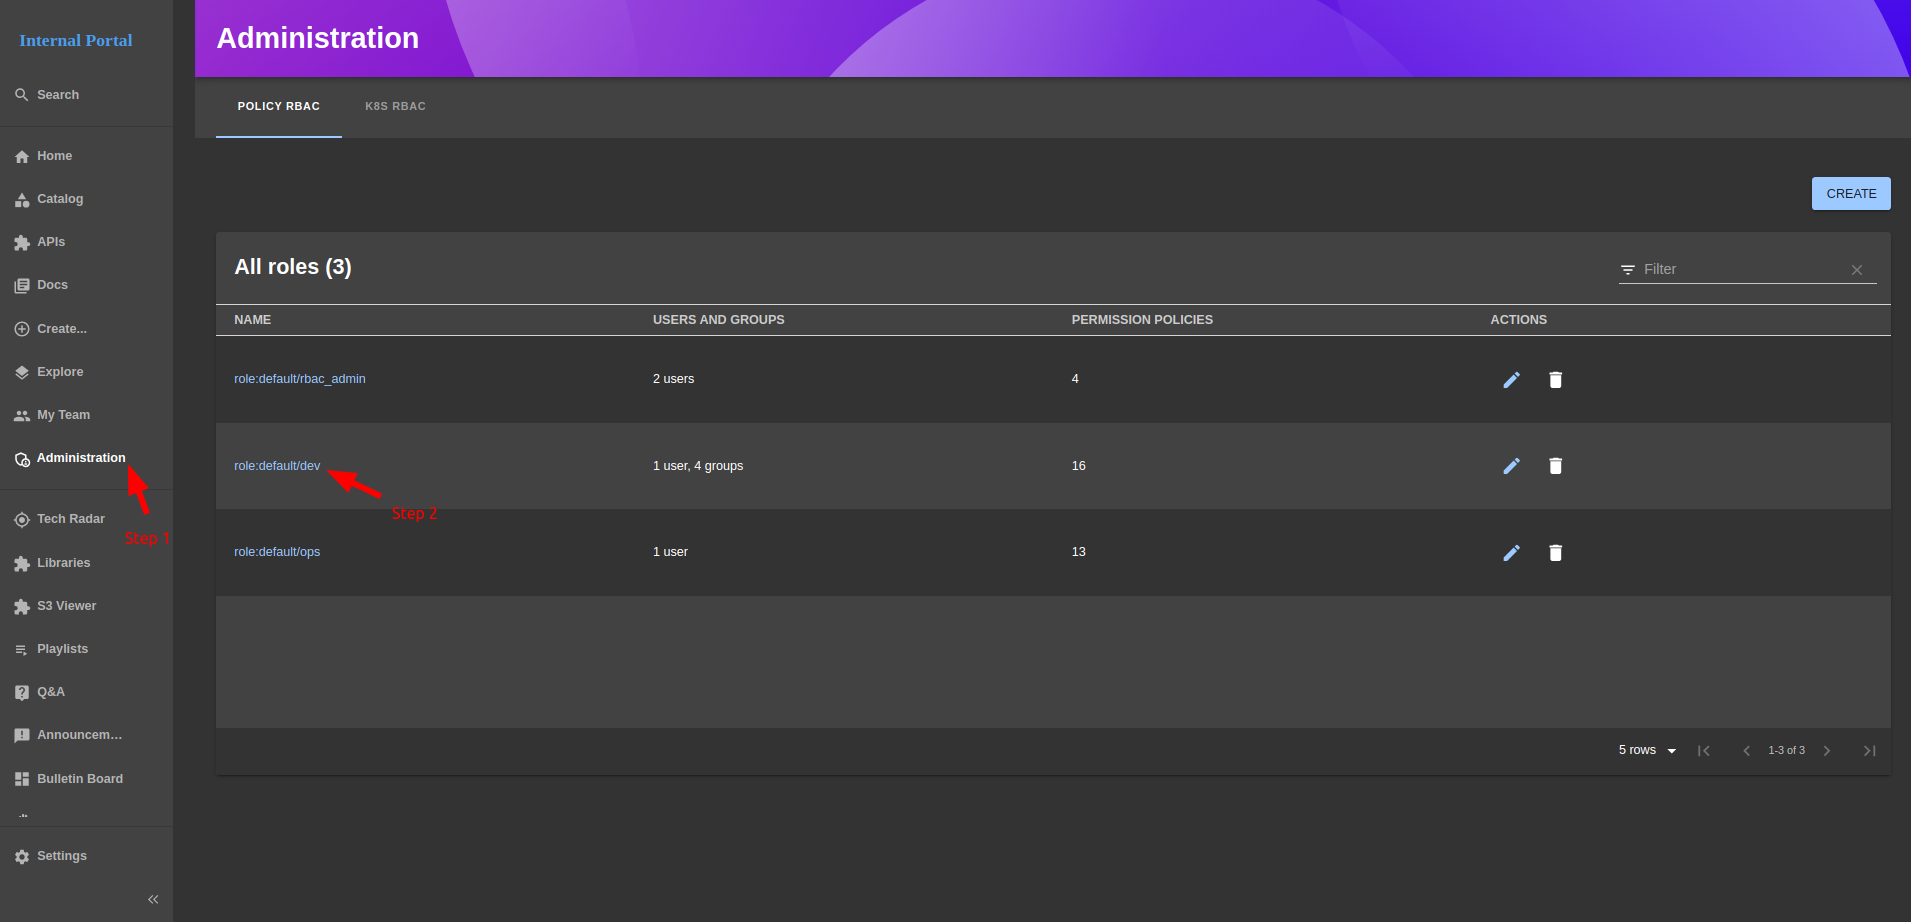 Internal Portal
Search
Home
Catalog
APIs
Docs
Create...
Explore
My Team
Administration
Step 1
Tech Radar
Libraries
S3 Viewer
Playlists
Q&A
Announcem…
Bulletin Board
Settings
Administration
POLICY RBAC K8S RBAC
CREATE
All roles (3)
Filter
NAME USERS AND GROUPS PERMISSION POLICIES ACTIONS
role:default/rbac_admin 2 users 4
role:default/dev 1 user, 4 groups 16
Step 2
role:default/ops 1 user 13
5 rows 1-3 of 3